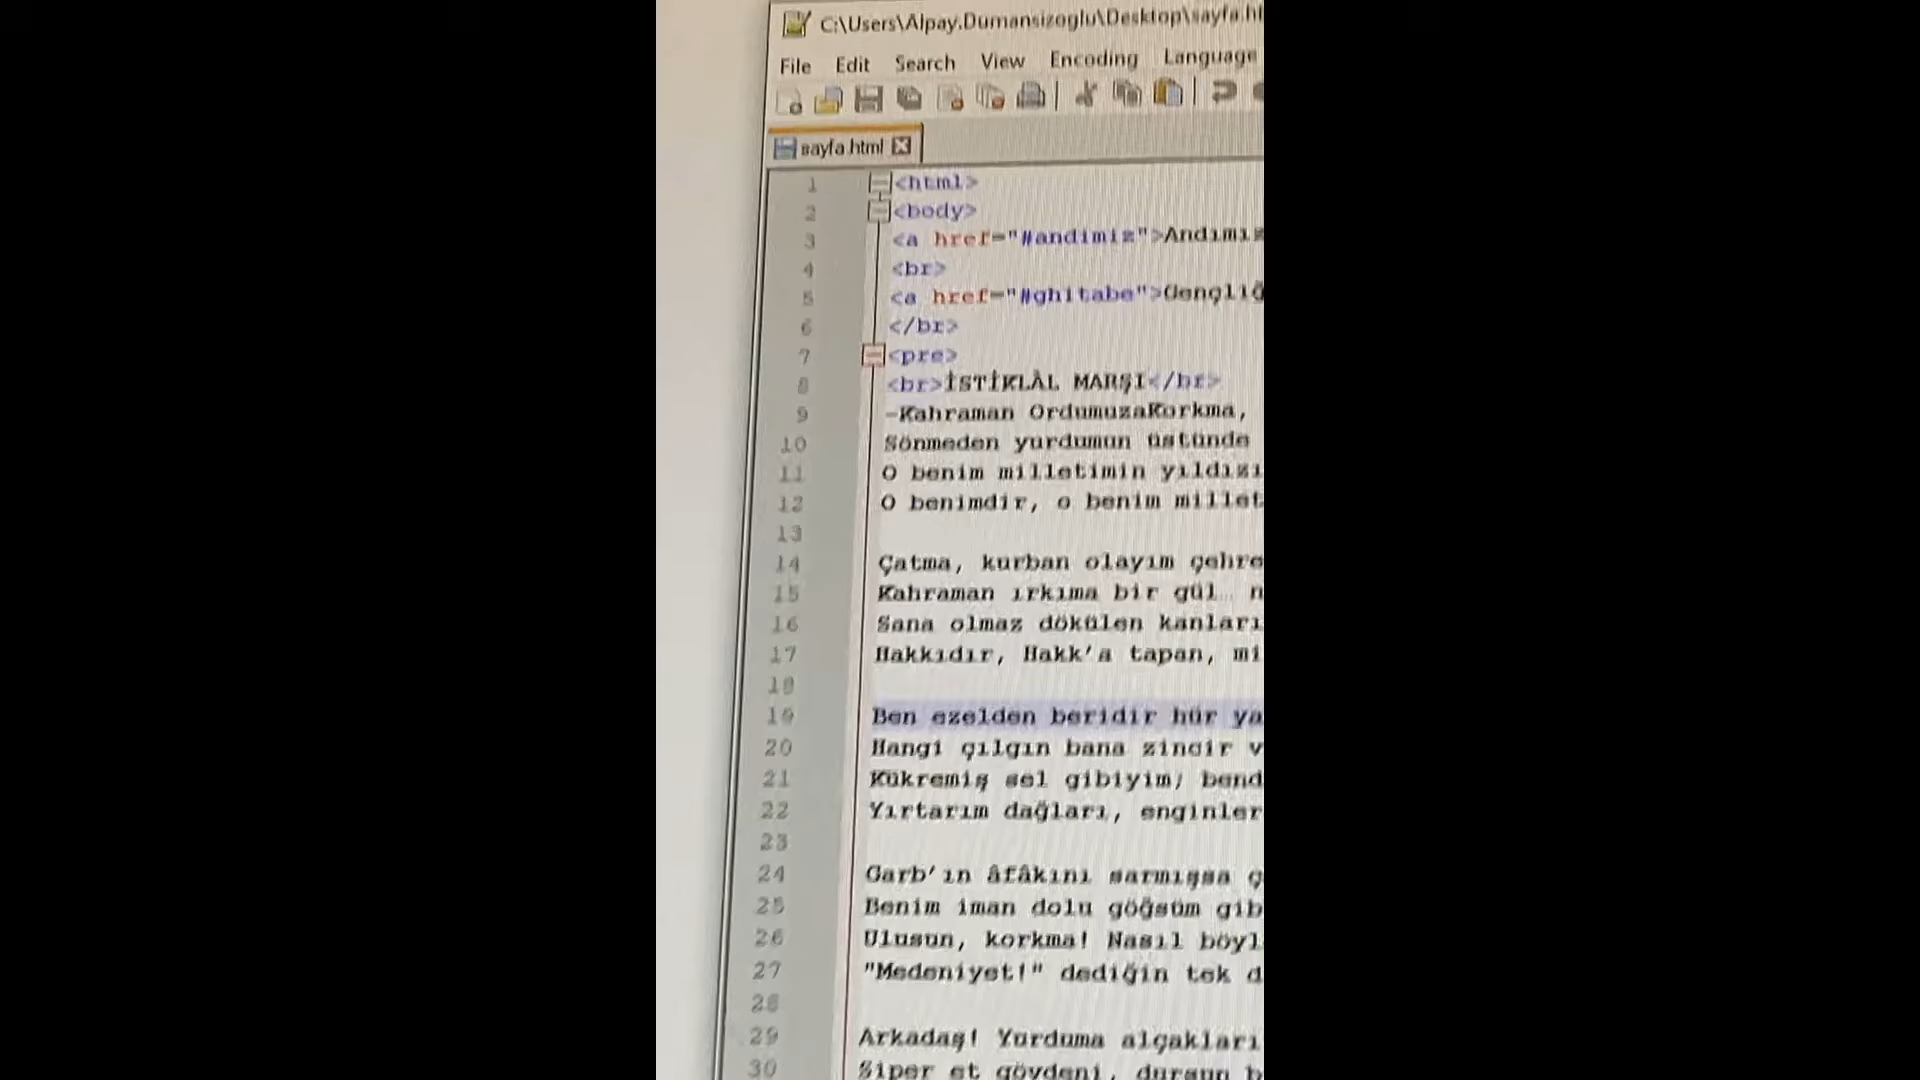 C:\Users\Alpay.Dumansizoglu\Desktop\sayfa.ht
File Edit Search View Encoding Language
sayfa.html
1 <html>
2 <body>
3 <a href="#andimiz">Andımız
4 <br>
5 <a href="#ghitabe">Gençliğ
6 </br>
7 <pre>
8 <br>İSTİKLÂL MARŞI</br>
9 -Kahraman OrdumuzaKorkma,
10 Sönmeden yurdumun üstünde
11 O benim milletimin yıldızı
12 O benimdir, o benim millet
13
14 Çatma, kurban olayım çehre
15 Kahraman ırkıma bir gül... n
16 Sana olmaz dökülen kanları
17 Hakkıdır, Hakk'a tapan, mi
18
19 Ben ezelden beridir hür ya
20 Hangi çılgın bana zincir v
21 Kükremiş sel gibiyim; bend
22 Yırtarım dağları, enginler
23
24 Garb'ın âfâkını sarmışsa ç
25 Benim iman dolu göğsüm gib
26 Ulusun, korkma! Nasıl böyl
27 "Medeniyet!" dediğin tek d
28
29 Arkadaş! Yurduma alçakları
30 Siper et gövdeni, dursun b